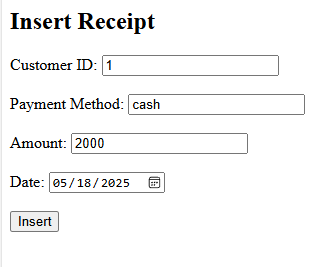 Insert Receipt
Customer ID: 1
Payment Method: cash
Amount: 2000
Date: 05/18/2025
Insert